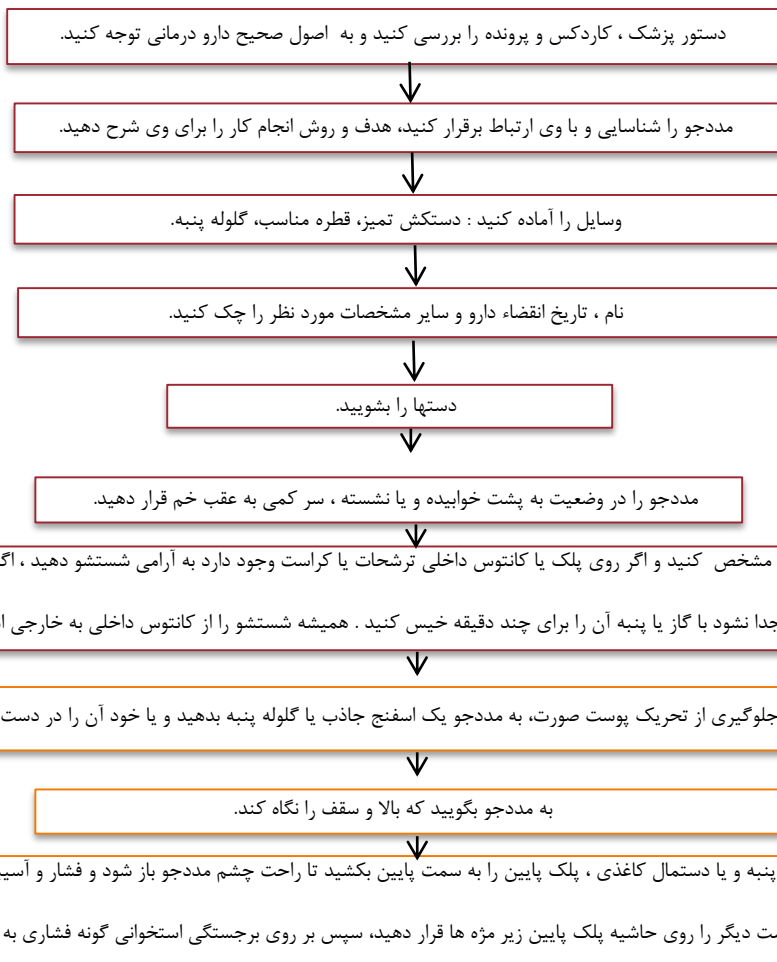 دستور پزشک ، کاردکس و پرونده را بررسی کنید و به اصول صحیح دارو درمانی توجه کنید.
مددجو را شناسایی و با وی ارتباط برقرار کنید، هدف و روش انجام کار را برای وی شرح دهید.
وسایل را آماده کنید : دستکش تمیز، قطره مناسب، گلوله پنبه.
نام ، تاریخ انقضاء دارو و سایر مشخصات مورد نظر را چک کنید.
دستها را بشویید.
مددجو را در وضعیت به پشت خوابیده و یا نشسته ، سر کمی به عقب خم قرار دهید.
مشخص کنید و اگر روی پلک یا کانتوس داخلی ترشحات یا کراست وجود دارد به آرامی شستشو دهید ،
جدا نشود با گاز یا پنبه آن را برای چند دقیقه خیس کنید . همیشه شستشو را از کانتوس داخلی به خارجی
جلوگیری از تحریک پوست صورت، به مددجو یک اسفنج جاذب یا گلوله پنبه بدهید و یا خود آن را در دست
به مددجو بگویید که بالا و سقف را نگاه کند.
پنبه و یا دستمال کاغذی ، پلک پایین را به سمت پایین بکشید تا راحت چشم مددجو باز شود و فشار و
دیگر را روی حاشیه پلک پایین زیر مژه ها قرار دهید، سپس بر روی برجستگی استخوانی گونه فشاری به